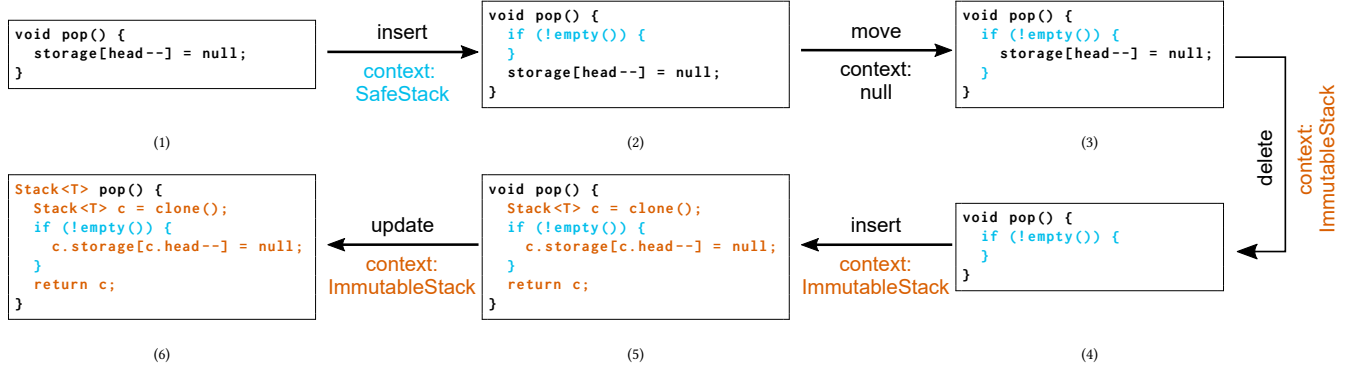 void pop() {
  storage[head--] = null;
}
(1)
insert
context:
SafeStack
void pop() {
  if (!empty()) {
  }
  storage[head--] = null;
}
(2)
move
context:
null
void pop() {
  if (!empty()) {
    storage[head--] = null;
  }
}
(3)
delete
context:
ImmutableStack
void pop() {
  if (!empty()) {
  }
}
(4)
insert
context:
ImmutableStack
void pop() {
  Stack<T> c = clone();
  if (!empty()) {
    c.storage[c.head--] = null;
  }
  return c;
}
(5)
update
context:
ImmutableStack
Stack<T> pop() {
  Stack<T> c = clone();
  if (!empty()) {
    c.storage[c.head--] = null;
  }
  return c;
}
(6)